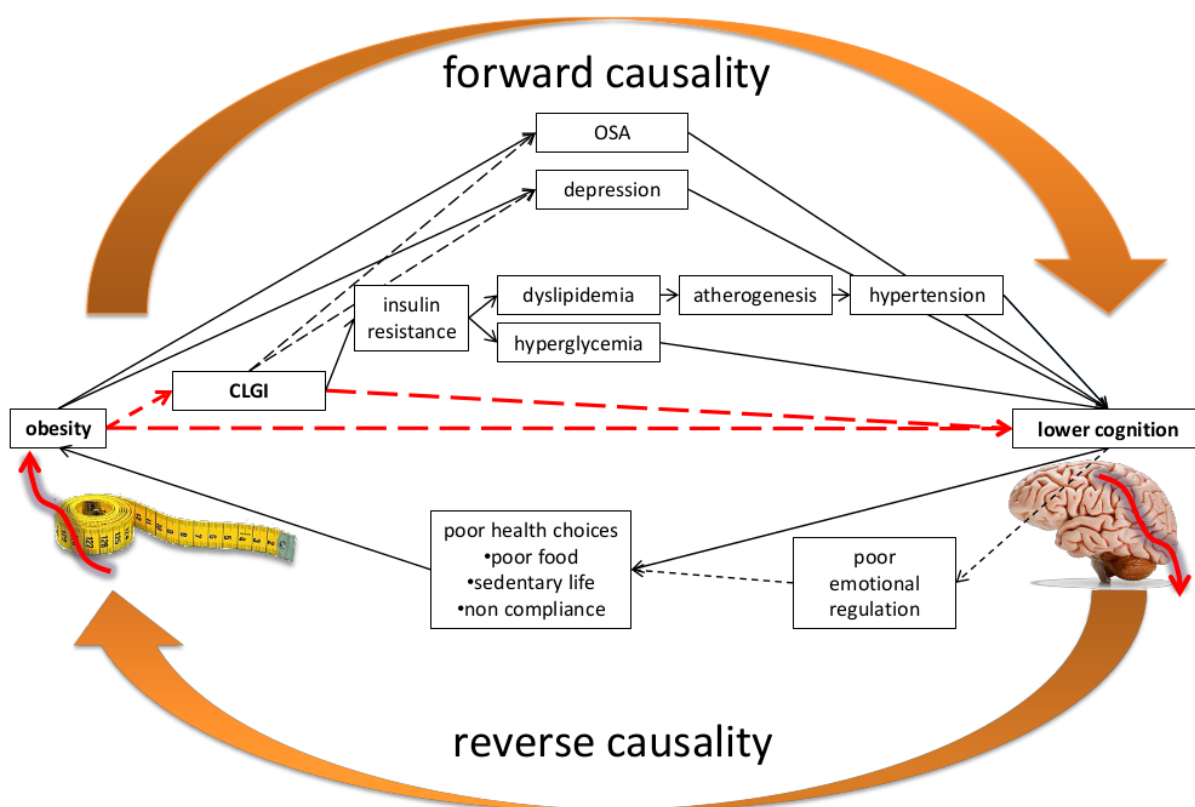 forward causality
OSA
depression
insulin
resistance
dyslipidemia
atherogenesis
hypertension
hyperglycemia
CLGI
obesity
lower cognition
poor health choices
•poor food
•sedentary life
•non compliance
poor
emotional
regulation
reverse causality